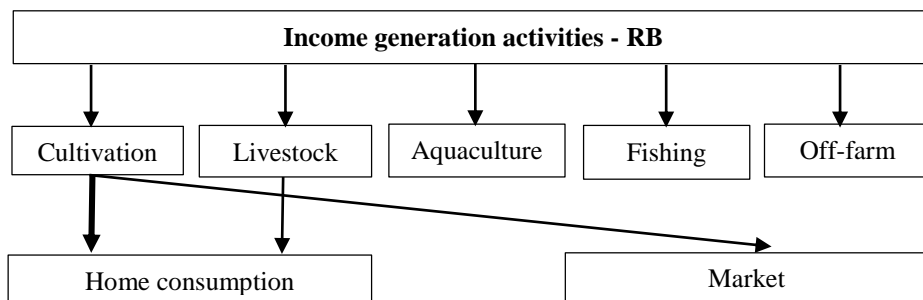 Income generation activities - RB
Cultivation
Livestock
Aquaculture
Fishing
Off-farm
Home consumption
Market